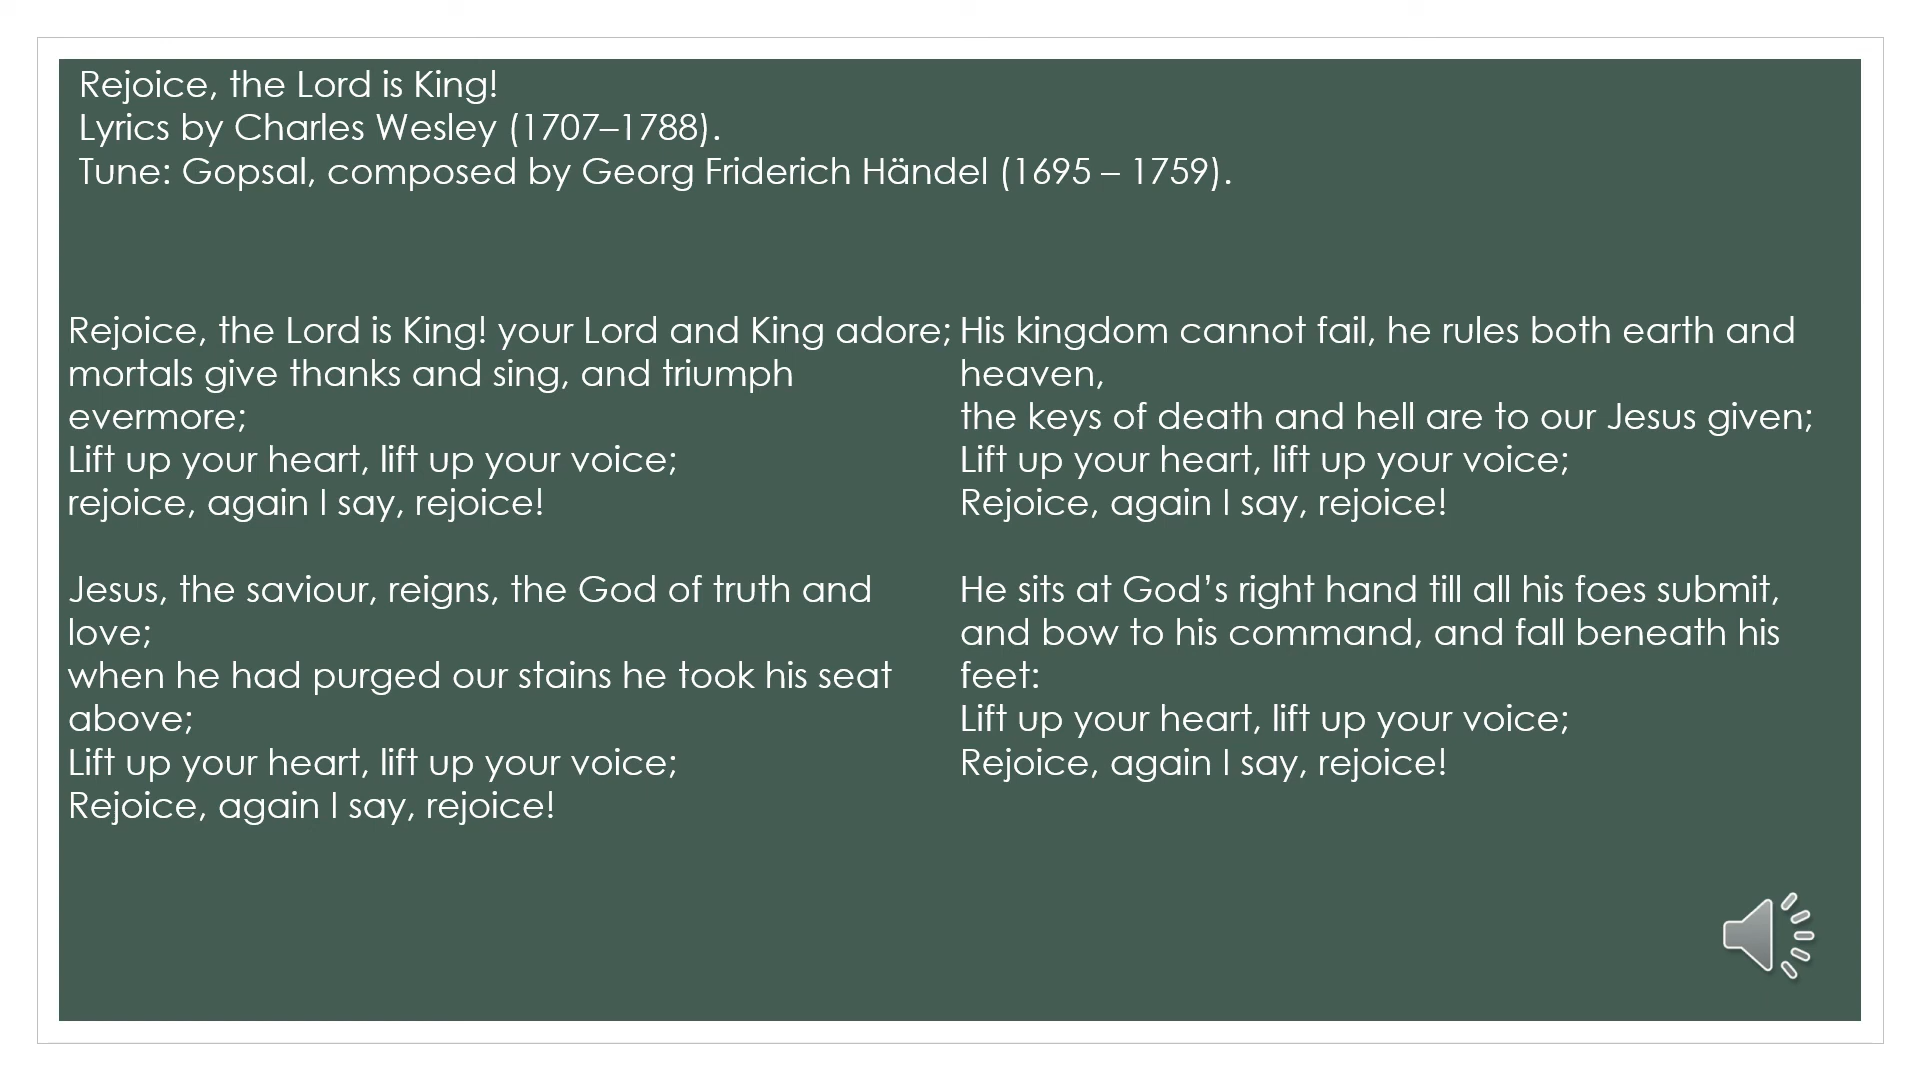 Rejoice, the Lord is King!
Lyrics by Charles Wesley (1707–1788).
Tune: Gopsal, composed by Georg Friderich Händel (1695 – 1759).
Rejoice, the Lord is King! your Lord and King adore;
mortals give thanks and sing, and triumph
evermore;
Lift up your heart, lift up your voice;
rejoice, again I say, rejoice!
Jesus, the saviour, reigns, the God of truth and
love;
when he had purged our stains he took his seat
above;
Lift up your heart, lift up your voice;
Rejoice, again I say, rejoice!
His kingdom cannot fail, he rules both earth and
heaven,
the keys of death and hell are to our Jesus given;
Lift up your heart, lift up your voice;
Rejoice, again I say, rejoice!
He sits at God’s right hand till all his foes submit,
and bow to his command, and fall beneath his
feet:
Lift up your heart, lift up your voice;
Rejoice, again I say, rejoice!